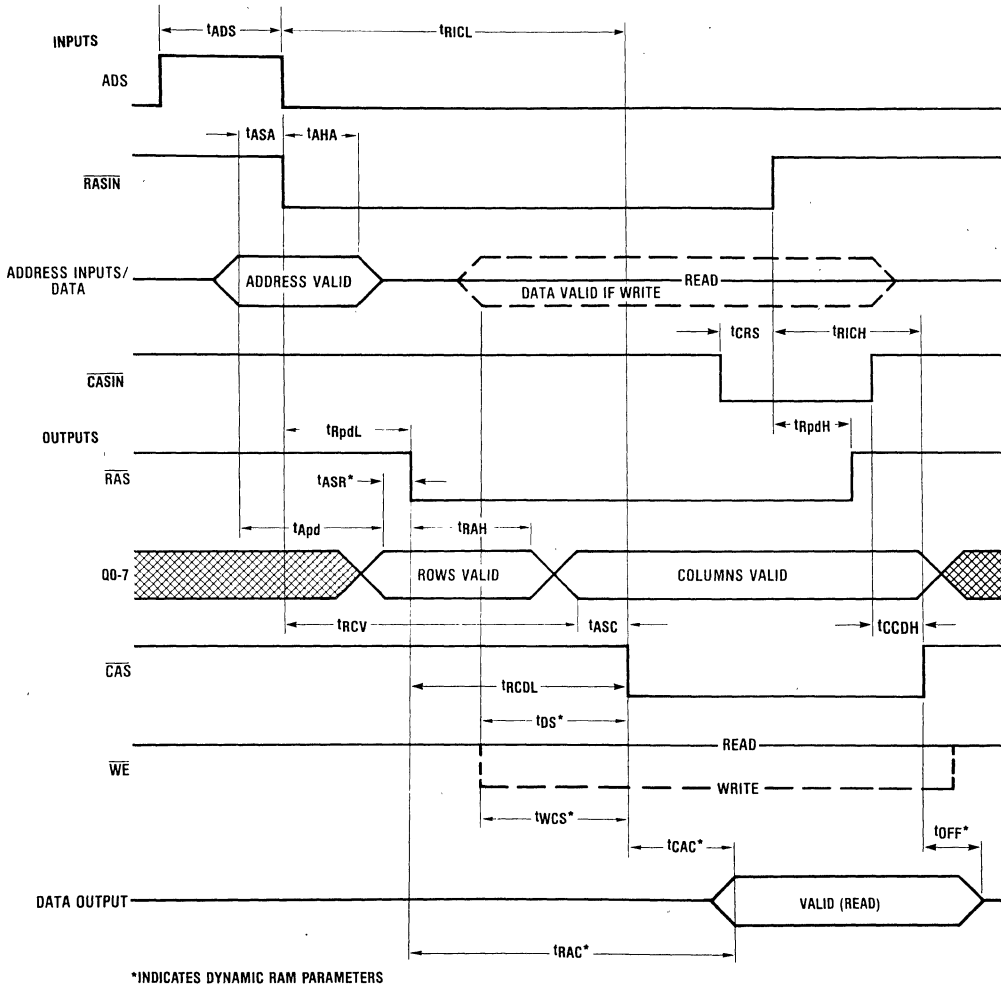 tADS
tRICL
INPUTS
ADS
tASA
tAHA
RASIN
ADDRESS INPUTS/
DATA
ADDRESS VALID
READ
DATA VALID IF WRITE
tCRS
tRICH
CASIN
tRpdL
tRpdH
OUTPUTS
RAS
tASR*
tApd
tRAH
Q0-7
ROWS VALID
COLUMNS VALID
tRCV
tASC
tCCDH
CAS
tRCDL
tDS*
READ
WE
WRITE
tWCS*
tCAC*
tOFF*
DATA OUTPUT
VALID (READ)
tRAC*
*INDICATES DYNAMIC RAM PARAMETERS